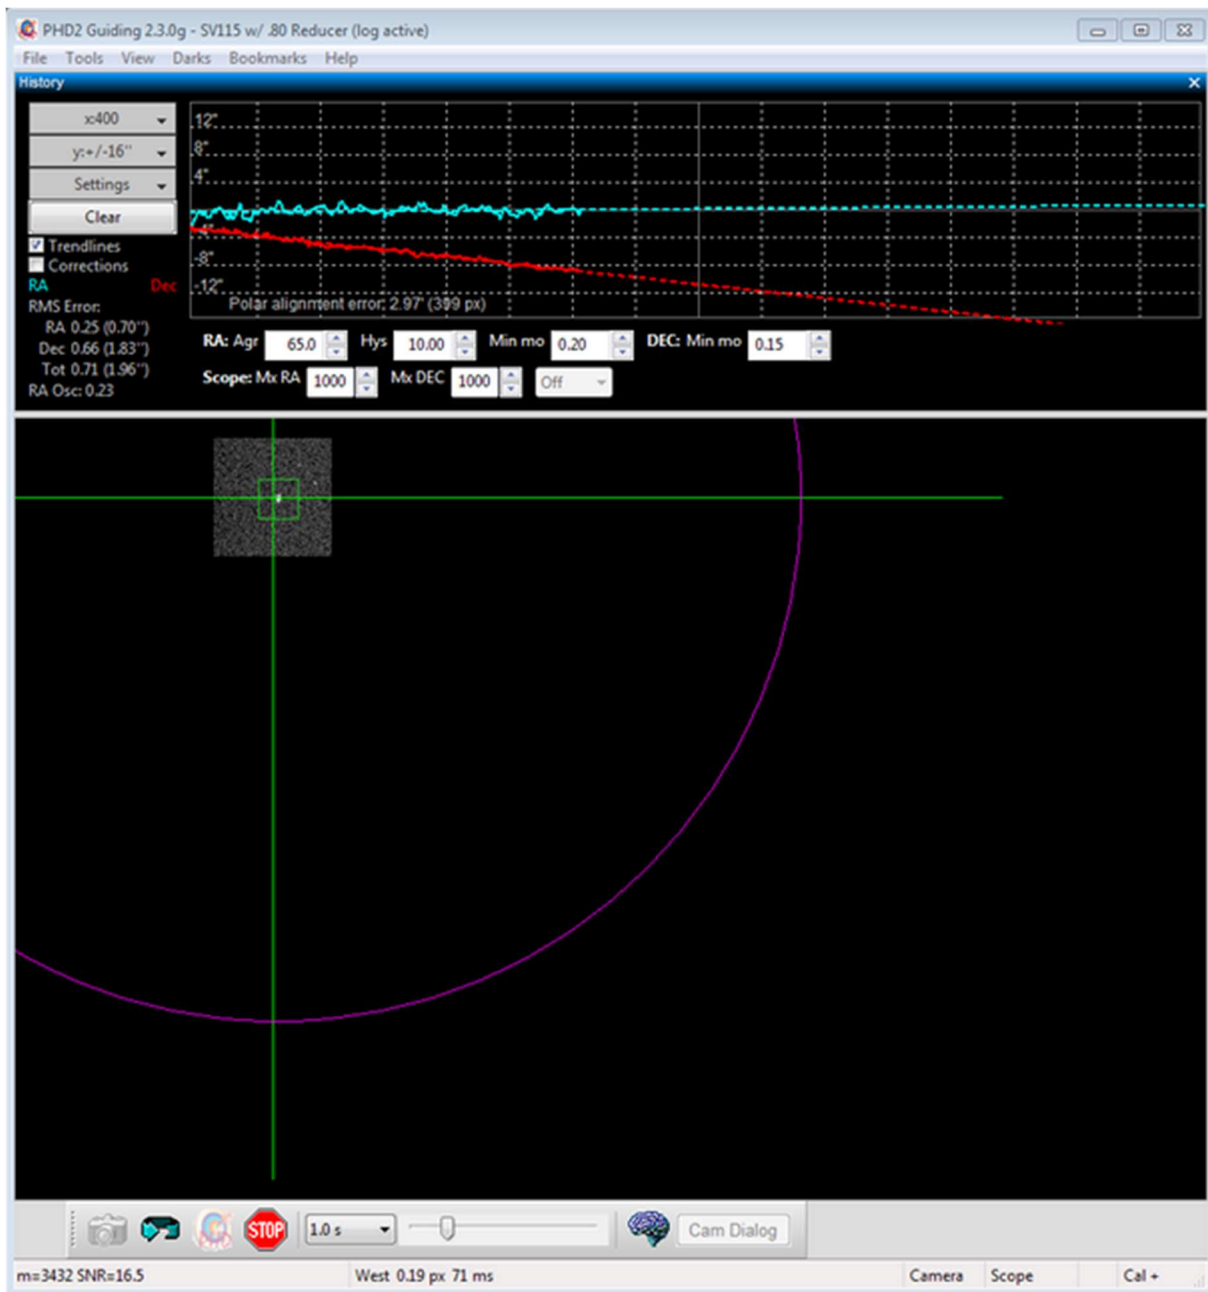 PHD2 Guiding 2.3.0g - SV115 w/ .80 Reducer (log active)
File Tools View Darks Bookmarks Help
History
x:400
y:+/-16"
Settings
Clear
Trendlines
Corrections
RA Dec
RMS Error:
RA 0.25 (0.70")
Dec 0.66 (1.83")
Tot 0.71 (1.96")
RA Osc: 0.23
12"
8"
4"
-4"
-8"
-12"
Polar alignment error: 2.97' (399 px)
RA: Agr 65.0 Hys 10.00 Min mo 0.20 DEC: Min mo 0.15
Scope: Mx RA 1000 Mx DEC 1000 Off
STOP 1.0 s Cam Dialog
m=3432 SNR=16.5 West 0.19 px 71 ms Camera Scope Cal +